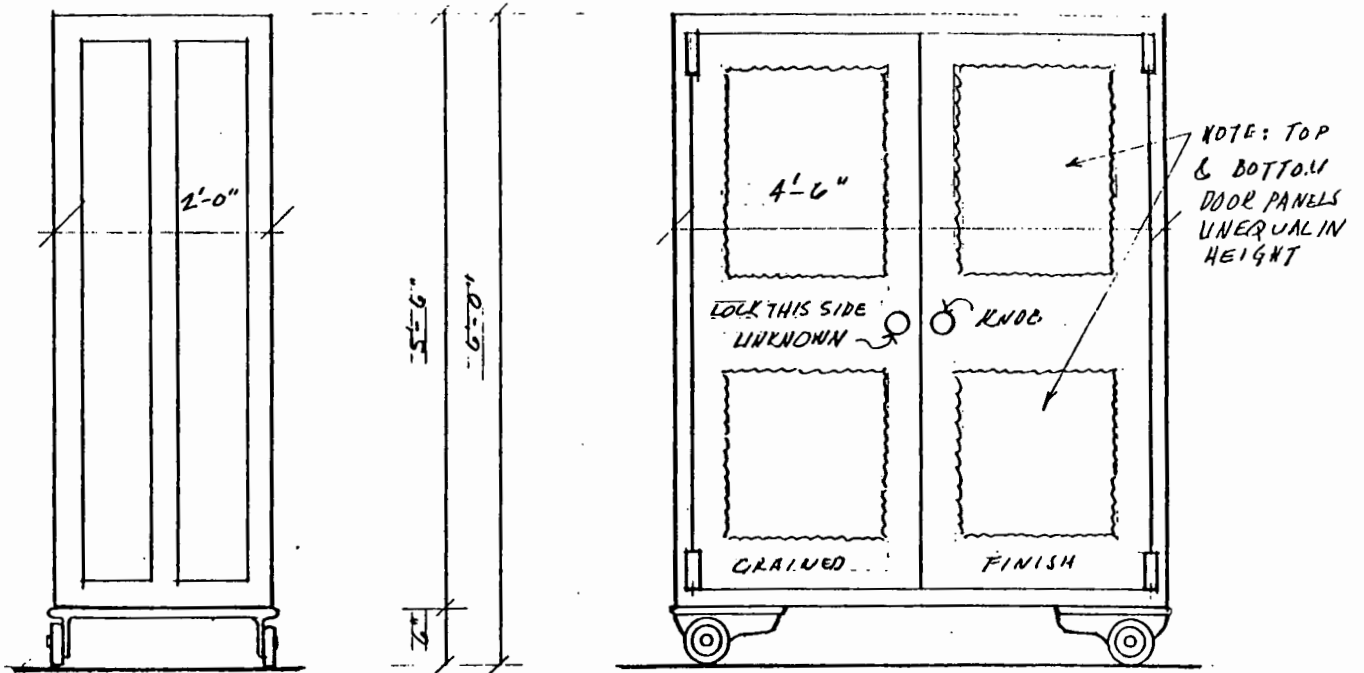 2'-0"
5'-6"
6'-0"
6"
4'-6"
NOTE: TOP
& BOTTOM
DOOR PANELS
UNEQUAL IN
HEIGHT
LOCK THIS SIDE
UNKNOWN
KNOB
GRAINED
FINISH